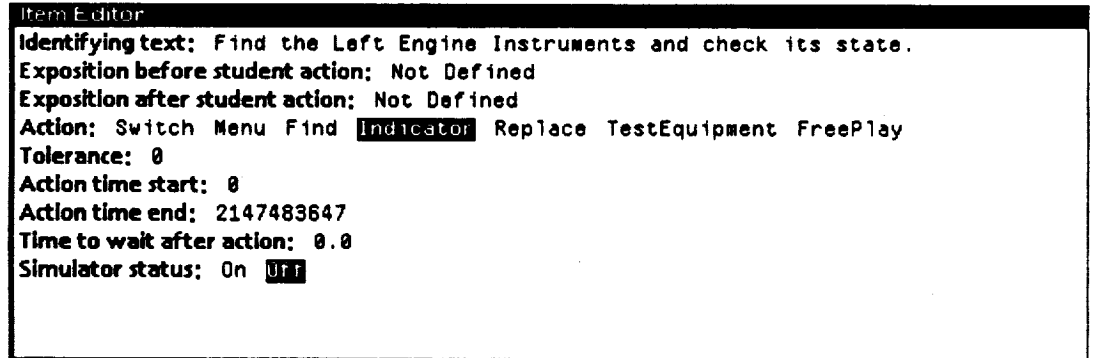 Item Editor
Identifying text: Find the Left Engine Instruments and check its state.
Exposition before student action: Not Defined
Exposition after student action: Not Defined
Action: Switch Menu Find Indicator Replace TestEquipment FreePlay
Tolerance: 0
Action time start: 0
Action time end: 2147483647
Time to wait after action: 0.0
Simulator status: On Off